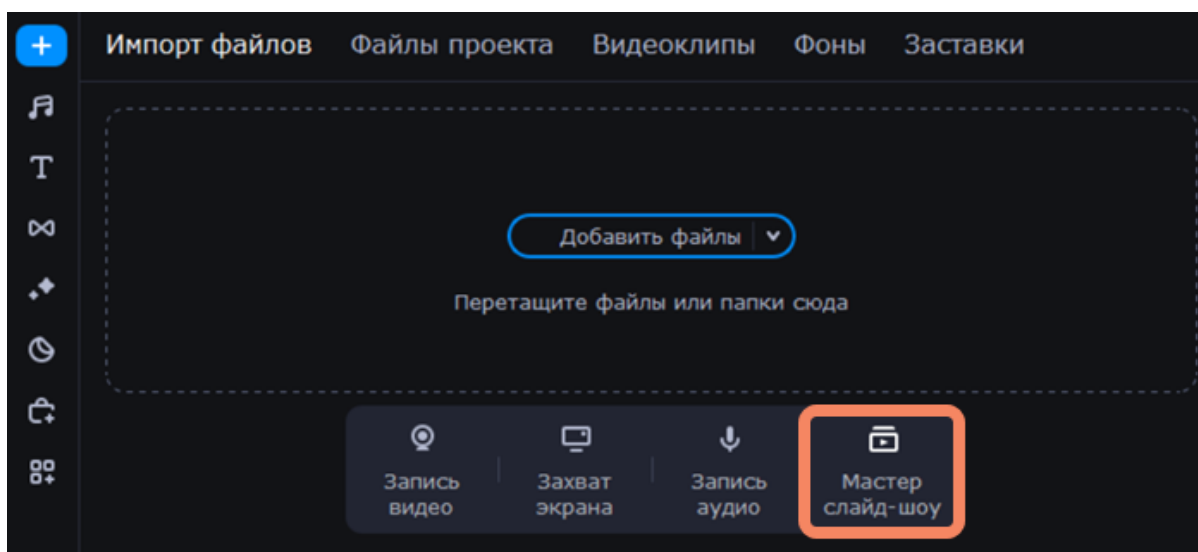 Импорт файлов Файлы проекта Видеоклипы Фоны Заставки
Добавить файлы
Перетащите файлы или папки сюда
Запись видео
Захват экрана
Запись аудио
Мастер слайд-шоу